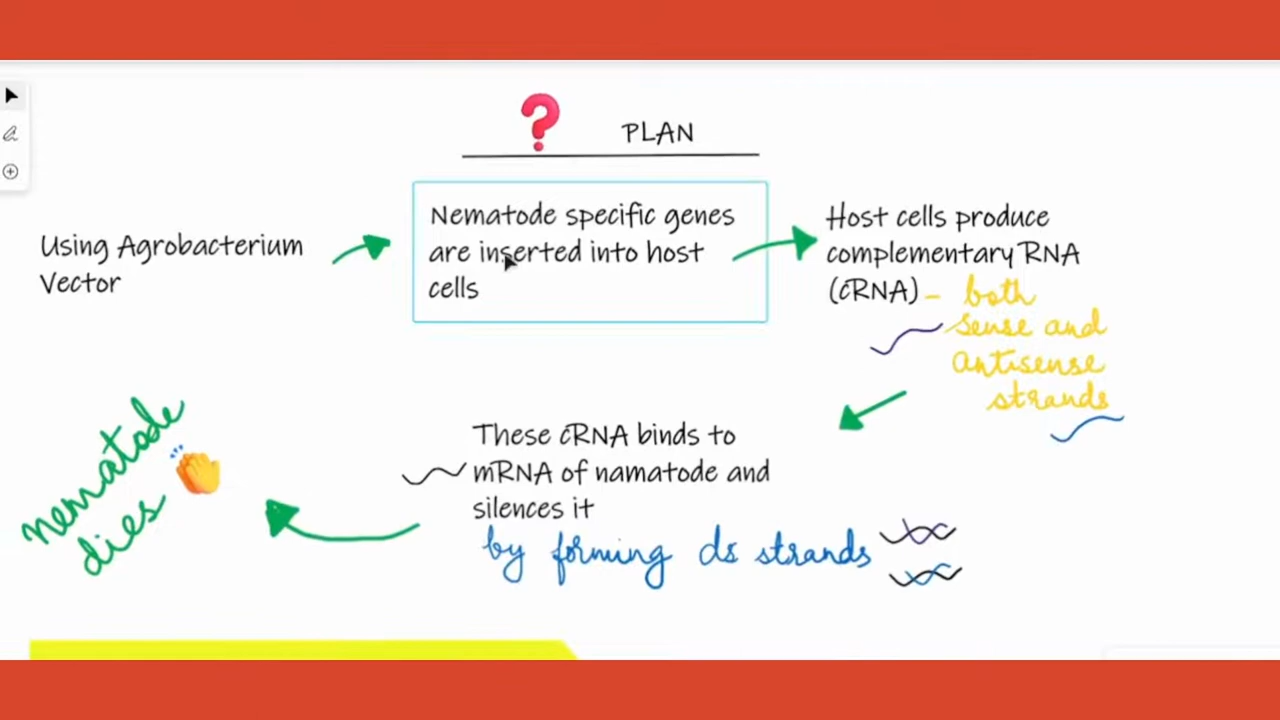 ❓ PLAN
Using Agrobacterium
Vector
Nematode specific genes
are inserted into host
cells
Host cells produce
complementary RNA
(cRNA) - both
sense and
antisense
strands
These cRNA binds to
mRNA of namatode and
silences it
by forming ds strands
nematode
dies